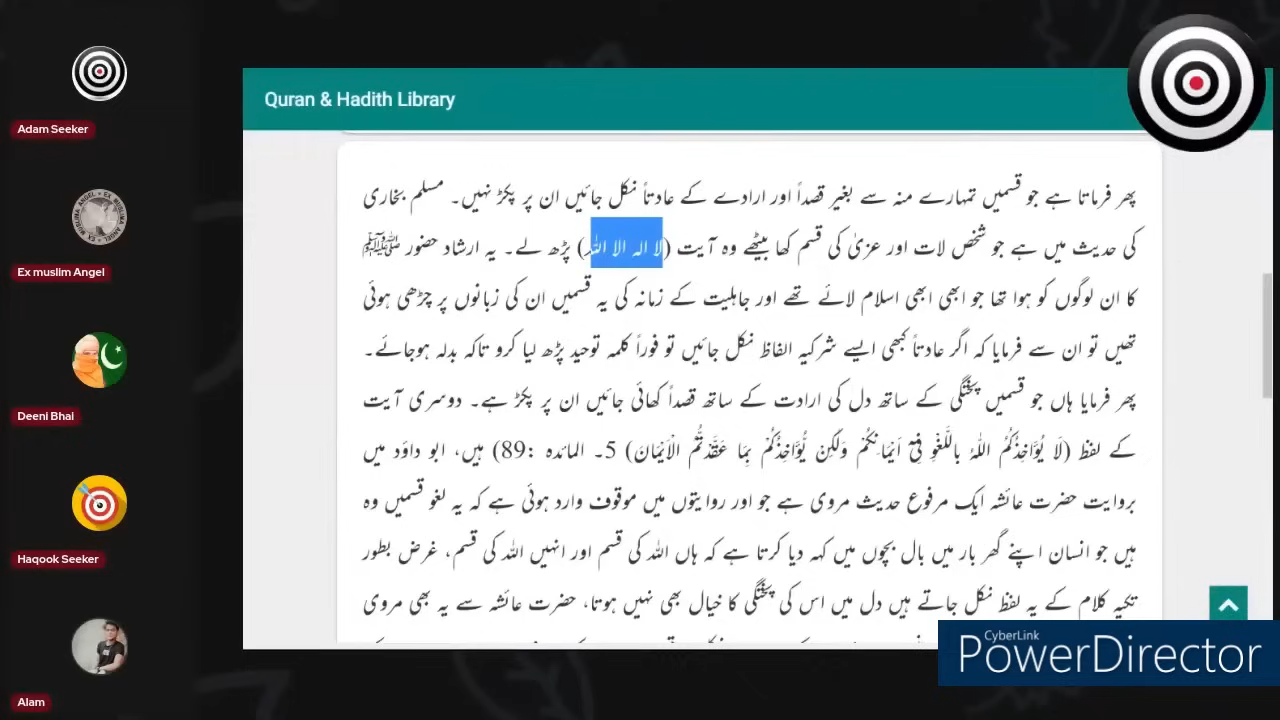 Adam Seeker
Ex muslim Angel
Deeni Bhai
Haqook Seeker
Alam
Quran & Hadith Library
پھر فرماتا ہے جو قسمیں تمہارے منہ سے بغیر قصداً اور ارادے کے عادتاً نکل جائیں ان پر پکڑ نہیں۔ مسلم بخاری
کی حدیث میں ہے جو شخص لات اور عزیٰ کی قسم کھا بیٹھے وہ آیت (لا الہ الا اللہ) پڑھ لے۔ یہ ارشاد حضور ﷺ
کا ان لوگوں کو ہوا تھا جو ابھی ابھی اسلام لائے تھے اور جاہلیت کے زمانہ کی یہ قسمیں ان کی زبانوں پر چڑھی ہوئی
تھیں تو ان سے فرمایا کہ اگر عادتاً کبھی ایسے شرکیہ الفاظ نکل جائیں تو فوراً کلمہ توحید پڑھ لیا کرو تاکہ بدلہ ہوجائے۔
پھر فرمایا ہاں جو قسمیں پختگی کے ساتھ دل کی ارادت کے ساتھ قصداً کھائی جائیں ان پر پکڑ ہے۔ دوسری آیت
کے لفظ (لَا يُؤَاخِذُكُمُ اللّٰهُ بِاللَّغْوِ فِيْٓ اَيْمَانِكُمْ وَلٰكِنْ يُّؤَاخِذُكُمْ بِمَا عَقَّدْتُّمُ الْاَيْمَانَ) 5۔ المائدہ :89) ہیں، ابو داؤد میں
بروایت حضرت عائشہ ایک مرفوع حدیث مروی ہے جو اور روایتوں میں موقوف وارد ہوئی ہے کہ یہ لغو قسمیں وہ
ہیں جو انسان اپنے گھر بار میں بال بچوں میں کہہ دیا کرتا ہے کہ ہاں اللہ کی قسم اور انہیں اللہ کی قسم، غرض بطور
تکیہ کلام کے یہ لفظ نکل جاتے ہیں دل میں اس کی پختگی کا خیال بھی نہیں ہوتا، حضرت عائشہ سے یہ بھی مروی
CyberLink
PowerDirector